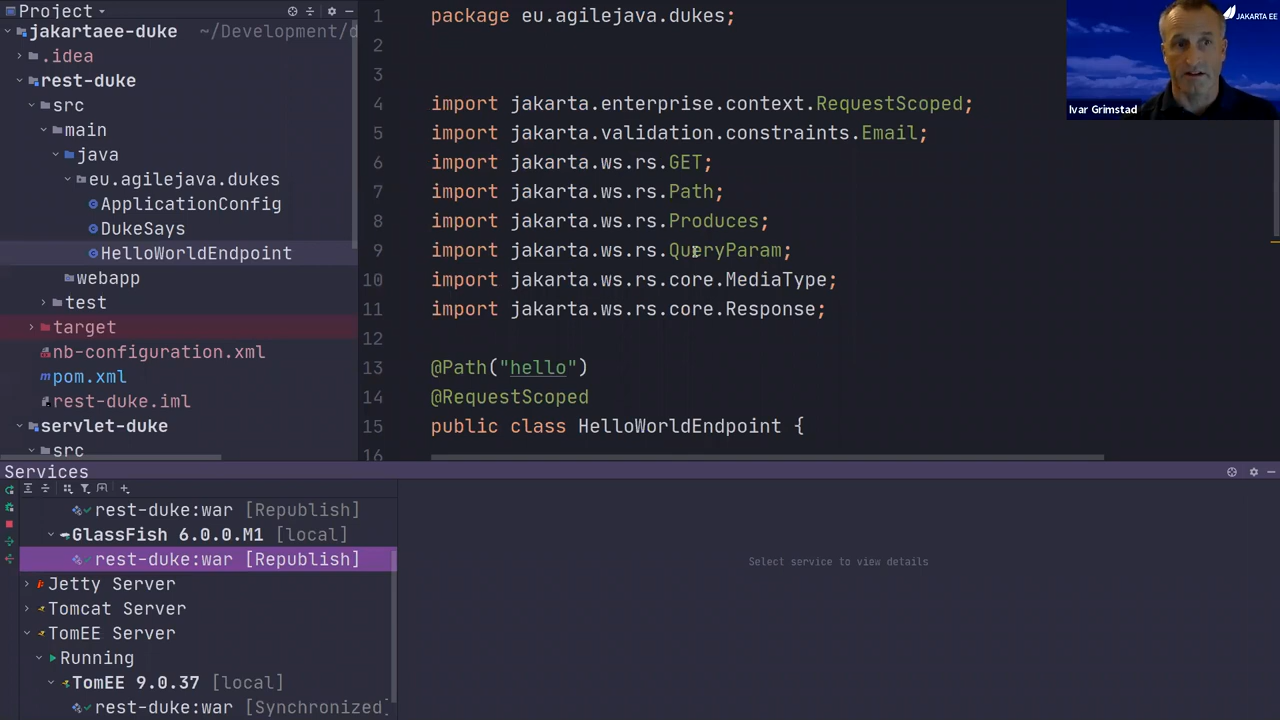 Project
jakartaee-duke ~/Development/d
.idea
rest-duke
src
main
java
eu.agilejava.dukes
ApplicationConfig
DukeSays
HelloWorldEndpoint
webapp
test
target
nb-configuration.xml
pom.xml
rest-duke.iml
servlet-duke
src
1 package eu.agilejava.dukes;
2
3
4 import jakarta.enterprise.context.RequestScoped;
5 import jakarta.validation.constraints.Email;
6 import jakarta.ws.rs.GET;
7 import jakarta.ws.rs.Path;
8 import jakarta.ws.rs.Produces;
9 import jakarta.ws.rs.QueryParam;
10 import jakarta.ws.rs.core.MediaType;
11 import jakarta.ws.rs.core.Response;
12
13 @Path("hello")
14 @RequestScoped
15 public class HelloWorldEndpoint {
16
JAKARTA EE
Ivar Grimstad
Services
rest-duke:war [Republish]
GlassFish 6.0.0.M1 [local]
rest-duke:war [Republish]
Jetty Server
Tomcat Server
TomEE Server
Running
TomEE 9.0.37 [local]
rest-duke:war [Synchronized]
Select service to view details